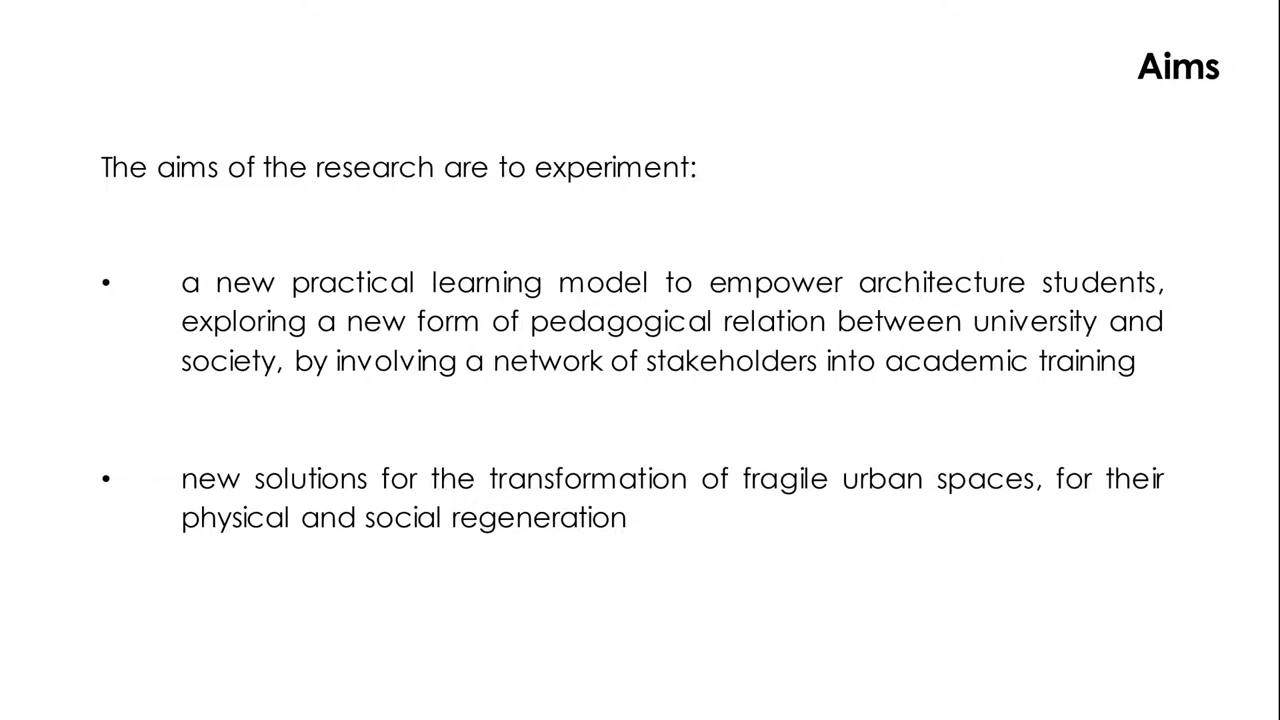 Aims
The aims of the research are to experiment:
• a new practical learning model to empower architecture students,
exploring a new form of pedagogical relation between university and
society, by involving a network of stakeholders into academic training
• new solutions for the transformation of fragile urban spaces, for their
physical and social regeneration